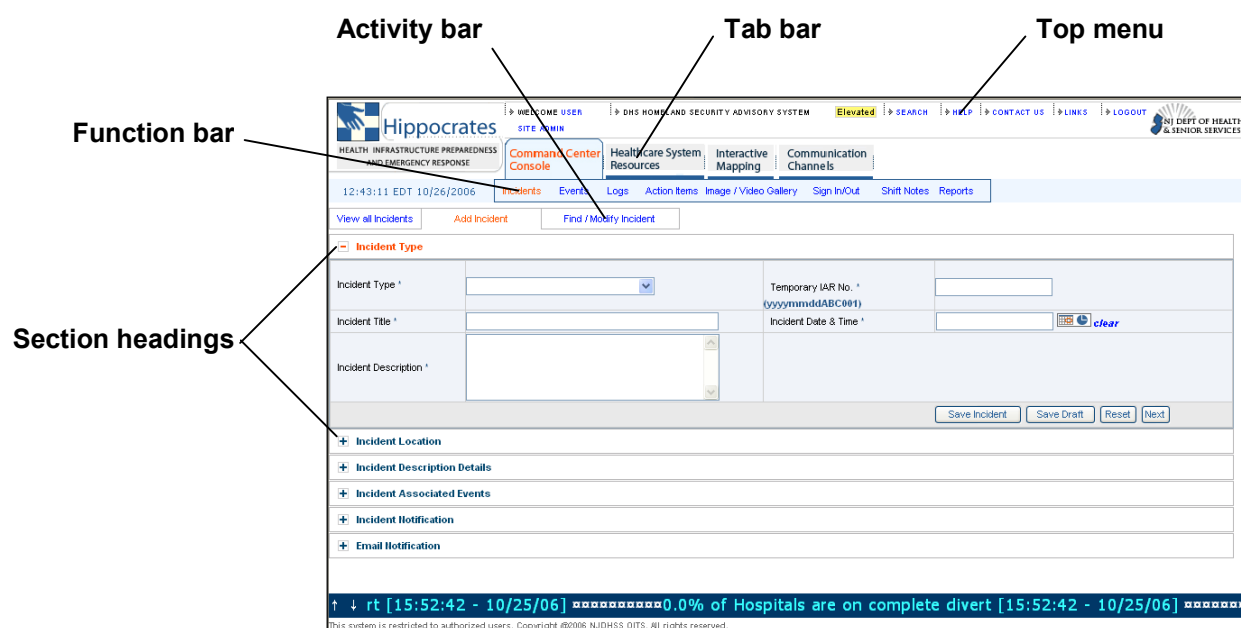 Activity bar Tab bar Top menu
WELCOME USER DHS HOMELAND SECURITY ADVISORY SYSTEM Elevated SEARCH HELP CONTACT US LINKS LOGOUT
SITE ADMIN
NJ DEPT OF HEALTH
& SENIOR SERVICES
Function bar
Hippocrates
HEALTH INFRASTRUCTURE PREPAREDNESS
AND EMERGENCY RESPONSE
Command Center
Console
Healthcare System
Resources
Interactive
Mapping
Communication
Channels
12:43:11 EDT 10/26/2006 Incidents Events Logs Action Items Image / Video Gallery Sign In/Out Shift Notes Reports
View all Incidents Add Incident Find / Modify Incident
Section headings
Incident Type
Incident Type * Temporary IAR No. *
(yyyymmddABC001)
Incident Title * Incident Date & Time * clear
Incident Description *
Save Incident Save Draft Reset Next
Incident Location
Incident Description Details
Incident Associated Events
Incident Notification
Email Notification
↑ ↓ rt [15:52:42 - 10/25/06] ¤¤¤¤¤¤¤¤¤¤0.0% of Hospitals are on complete divert [15:52:42 - 10/25/06] ¤¤¤¤¤¤
This system is restricted to authorized users. Copyright @2006 NJDHSS OITS. All rights reserved.